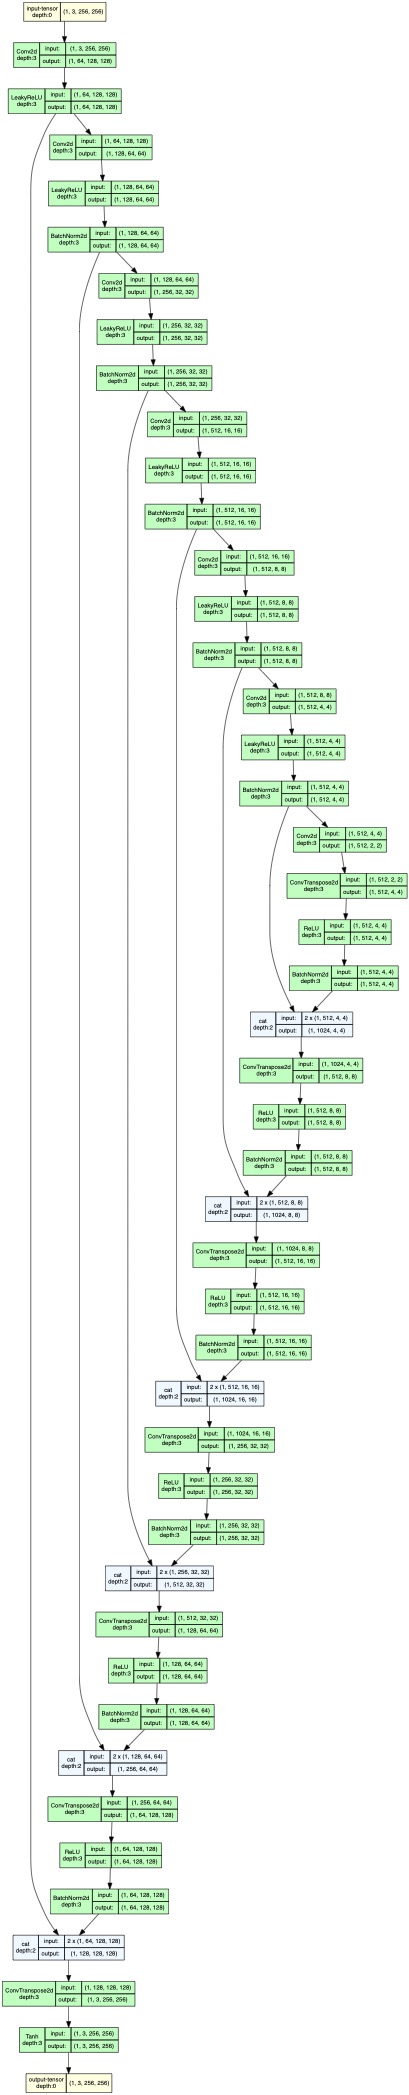 input-tensor
depth:0
(1, 3, 256, 256)
Conv2d
depth:3
input:
(1, 3, 256, 256)
output:
(1, 64, 128, 128)
LeakyReLU
depth:3
input:
(1, 64, 128, 128)
output:
(1, 64, 128, 128)
Conv2d
depth:3
input:
(1, 64, 128, 128)
output:
(1, 128, 64, 64)
LeakyReLU
depth:3
input:
(1, 128, 64, 64)
output:
(1, 128, 64, 64)
BatchNorm2d
depth:3
input:
(1, 128, 64, 64)
output:
(1, 128, 64, 64)
Conv2d
depth:3
input:
(1, 128, 64, 64)
output:
(1, 256, 32, 32)
LeakyReLU
depth:3
input:
(1, 256, 32, 32)
output:
(1, 256, 32, 32)
BatchNorm2d
depth:3
input:
(1, 256, 32, 32)
output:
(1, 256, 32, 32)
Conv2d
depth:3
input:
(1, 256, 32, 32)
output:
(1, 512, 16, 16)
LeakyReLU
depth:3
input:
(1, 512, 16, 16)
output:
(1, 512, 16, 16)
BatchNorm2d
depth:3
input:
(1, 512, 16, 16)
output:
(1, 512, 16, 16)
Conv2d
depth:3
input:
(1, 512, 16, 16)
output:
(1, 512, 8, 8)
LeakyReLU
depth:3
input:
(1, 512, 8, 8)
output:
(1, 512, 8, 8)
BatchNorm2d
depth:3
input:
(1, 512, 8, 8)
output:
(1, 512, 8, 8)
Conv2d
depth:3
input:
(1, 512, 8, 8)
output:
(1, 512, 4, 4)
LeakyReLU
depth:3
input:
(1, 512, 4, 4)
output:
(1, 512, 4, 4)
BatchNorm2d
depth:3
input:
(1, 512, 4, 4)
output:
(1, 512, 4, 4)
Conv2d
depth:3
input:
(1, 512, 4, 4)
output:
(1, 512, 2, 2)
ConvTranspose2d
depth:3
input:
(1, 512, 2, 2)
output:
(1, 512, 4, 4)
ReLU
depth:3
input:
(1, 512, 4, 4)
output:
(1, 512, 4, 4)
BatchNorm2d
depth:3
input:
(1, 512, 4, 4)
output:
(1, 512, 4, 4)
cat
depth:2
input:
2 x (1, 512, 4, 4)
output:
(1, 1024, 4, 4)
ConvTranspose2d
depth:3
input:
(1, 1024, 4, 4)
output:
(1, 512, 8, 8)
ReLU
depth:3
input:
(1, 512, 8, 8)
output:
(1, 512, 8, 8)
BatchNorm2d
depth:3
input:
(1, 512, 8, 8)
output:
(1, 512, 8, 8)
cat
depth:2
input:
2 x (1, 512, 8, 8)
output:
(1, 1024, 8, 8)
ConvTranspose2d
depth:3
input:
(1, 1024, 8, 8)
output:
(1, 512, 16, 16)
ReLU
depth:3
input:
(1, 512, 16, 16)
output:
(1, 512, 16, 16)
BatchNorm2d
depth:3
input:
(1, 512, 16, 16)
output:
(1, 512, 16, 16)
cat
depth:2
input:
2 x (1, 512, 16, 16)
output:
(1, 1024, 16, 16)
ConvTranspose2d
depth:3
input:
(1, 1024, 16, 16)
output:
(1, 256, 32, 32)
ReLU
depth:3
input:
(1, 256, 32, 32)
output:
(1, 256, 32, 32)
BatchNorm2d
depth:3
input:
(1, 256, 32, 32)
output:
(1, 256, 32, 32)
cat
depth:2
input:
2 x (1, 256, 32, 32)
output:
(1, 512, 32, 32)
ConvTranspose2d
depth:3
input:
(1, 512, 32, 32)
output:
(1, 128, 64, 64)
ReLU
depth:3
input:
(1, 128, 64, 64)
output:
(1, 128, 64, 64)
BatchNorm2d
depth:3
input:
(1, 128, 64, 64)
output:
(1, 128, 64, 64)
cat
depth:2
input:
2 x (1, 128, 64, 64)
output:
(1, 256, 64, 64)
ConvTranspose2d
depth:3
input:
(1, 256, 64, 64)
output:
(1, 64, 128, 128)
ReLU
depth:3
input:
(1, 64, 128, 128)
output:
(1, 64, 128, 128)
BatchNorm2d
depth:3
input:
(1, 64, 128, 128)
output:
(1, 64, 128, 128)
cat
depth:2
input:
2 x (1, 64, 128, 128)
output:
(1, 128, 128, 128)
ConvTranspose2d
depth:3
input:
(1, 128, 128, 128)
output:
(1, 3, 256, 256)
Tanh
depth:3
input:
(1, 3, 256, 256)
output:
(1, 3, 256, 256)
output-tensor
depth:0
(1, 3, 256, 256)